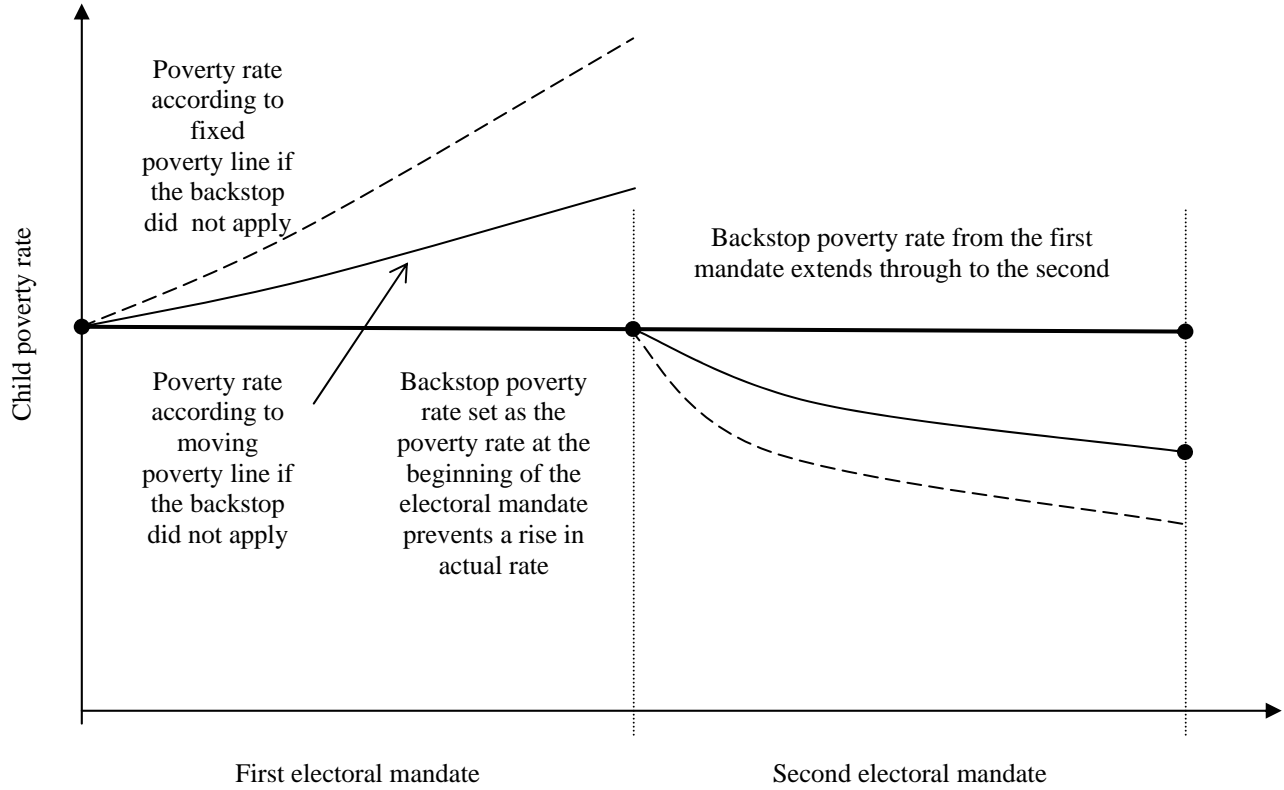 Poverty rate
according to
fixed
poverty line if
the backstop
did  not apply
Backstop poverty rate from the first
mandate extends through to the second
Child poverty rate
Poverty rate
according to
moving
poverty line if
the backstop
did not apply
Backstop poverty
rate set as the
poverty rate at the
beginning of the
electoral mandate
prevents a rise in
actual rate
First electoral mandate
Second electoral mandate